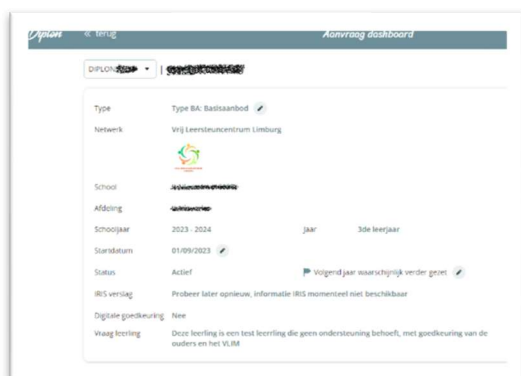 Diplon « Terug Aanvraag dashboard
DIPLON |
Type Type BA: Basisaanbod
Netwerk Vrij Leersteuncentrum Limburg
School
Afdeling
Schooljaar 2023 - 2024 Jaar 3de leerjaar
Startdatum 01/09/2023
Status Actief Volgend jaar waarschijnlijk verder gezet
IRIS verslag Probeer later opnieuw, informatie IRIS momenteel niet beschikbaar
Digitale goedkeuring Nee
Vraag leerling Deze leerling is een test leerrling die geen ondersteuning behoeft, met goedkeuring van de
ouders en het VLIM